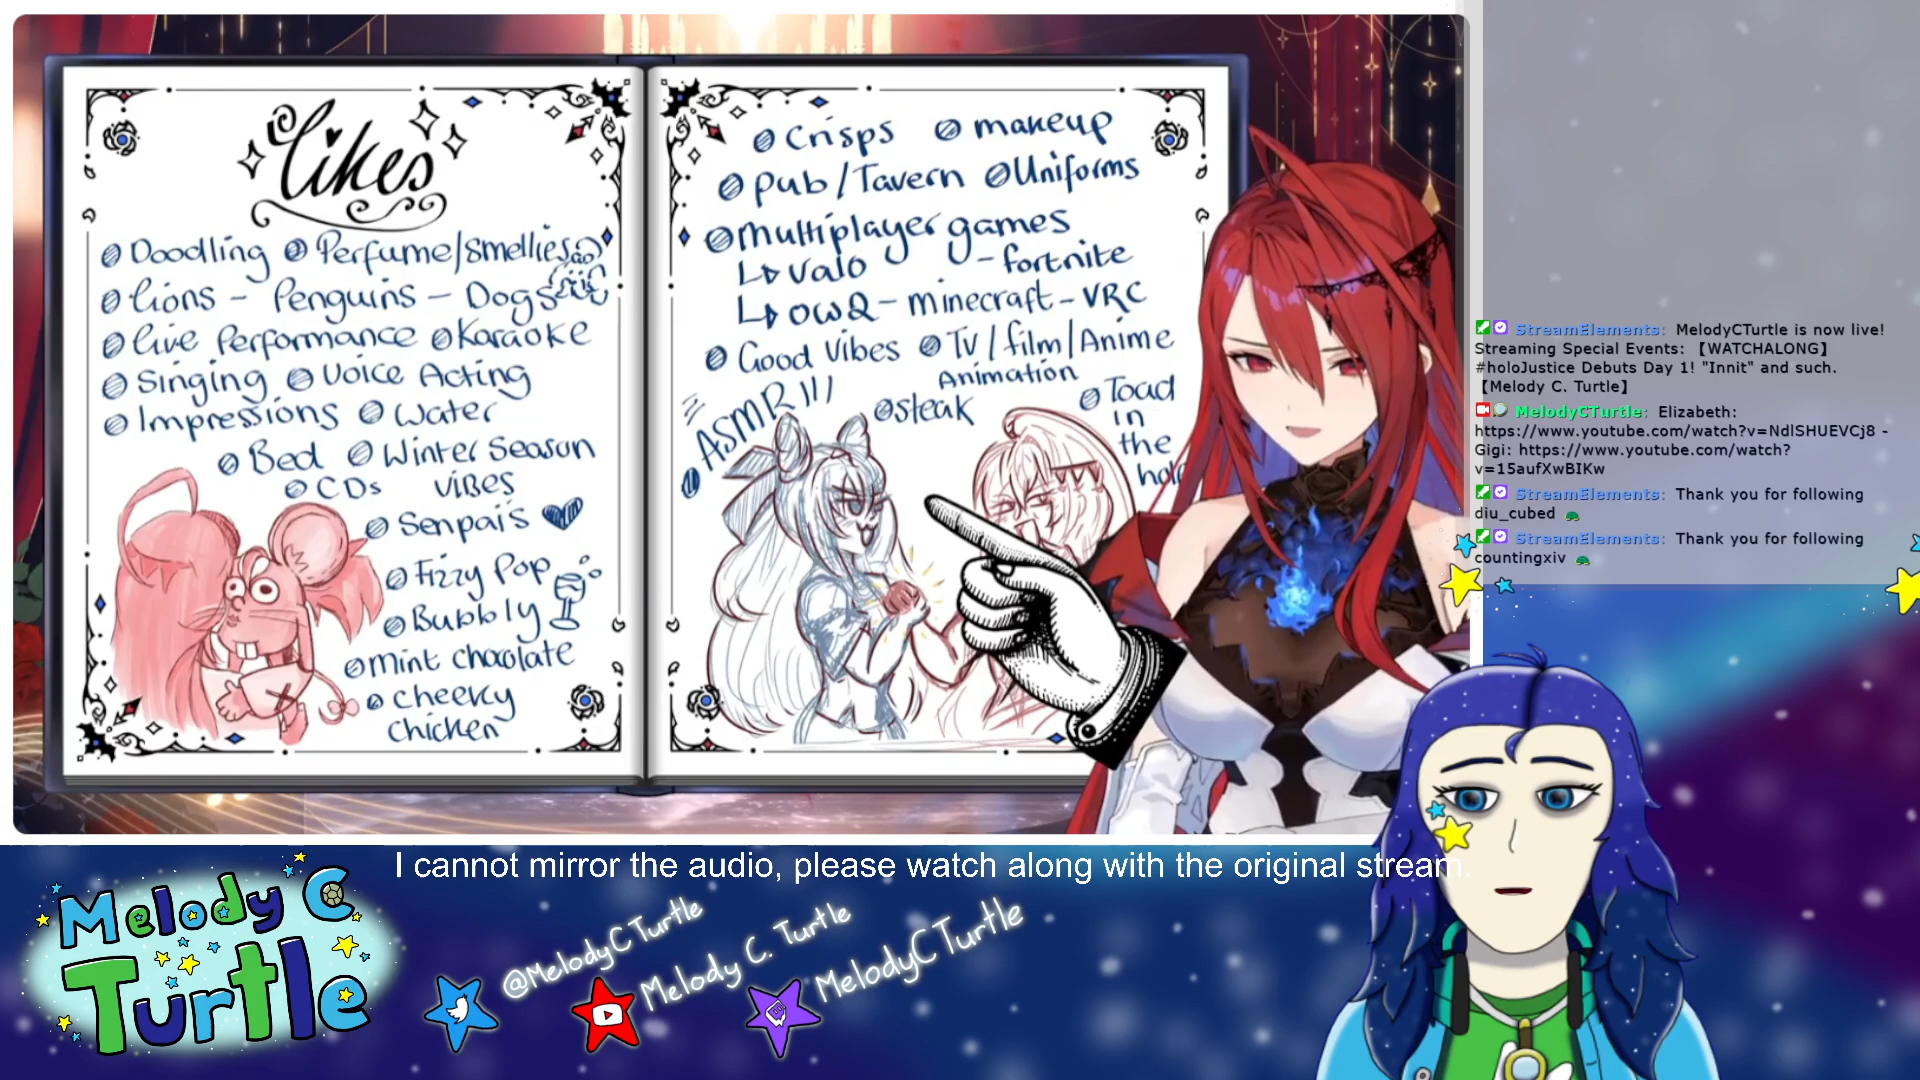 likes
Doodling Perfume/smellies
lions - Penguins - Dogs
live Performance Karaoke
Singing Voice Acting
Impressions Water
Bed Winter Season
CDs ViBES
Senpais
Fizzy Pop
Bubbly
mint chocolate
cheeky
chicken
Crisps makeup
Pub/Tavern Uniforms
multiplayer games
valo - fortnite
OW2 - minecraft - VRC
Good Vibes TV/film/Anime
Animation
ASMR!!!
steak
Toad
in
the
hole
StreamElements: MelodyCTurtle is now live!
Streaming Special Events: 【WATCHALONG】
#holoJustice Debuts Day 1! "Innit" and such.
【Melody C. Turtle】
MelodyCTurtle: Elizabeth:
https://www.youtube.com/watch?v=NdlSHUEVCj8 -
Gigi: https://www.youtube.com/watch?
v=15aufXwBIKw
StreamElements: Thank you for following
diu_cubed
StreamElements: Thank you for following
countingxiv
I cannot mirror the audio, please watch along with the original stream.
Melody C
Turtle
@MelodyCTurtle
Melody C. Turtle
MelodyCTurtle